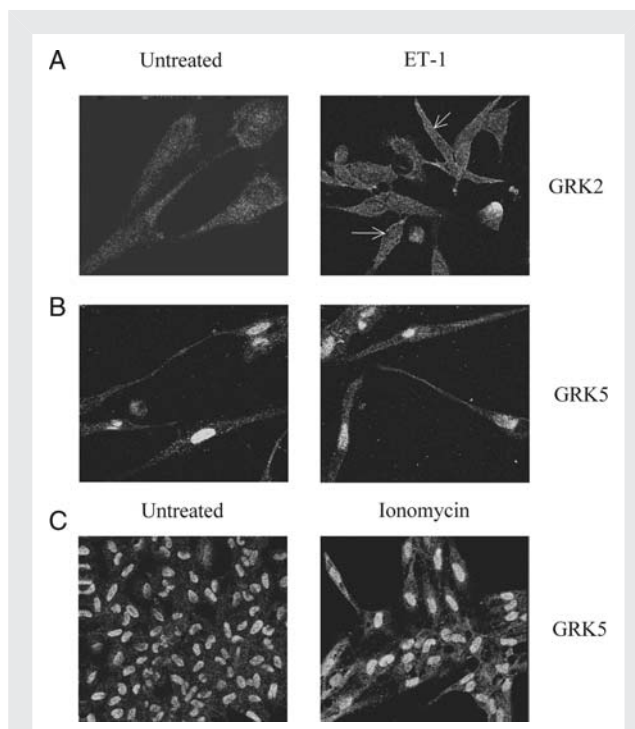 A
Untreated ET-1
GRK2
B
GRK5
C
Untreated Ionomycin
GRK5